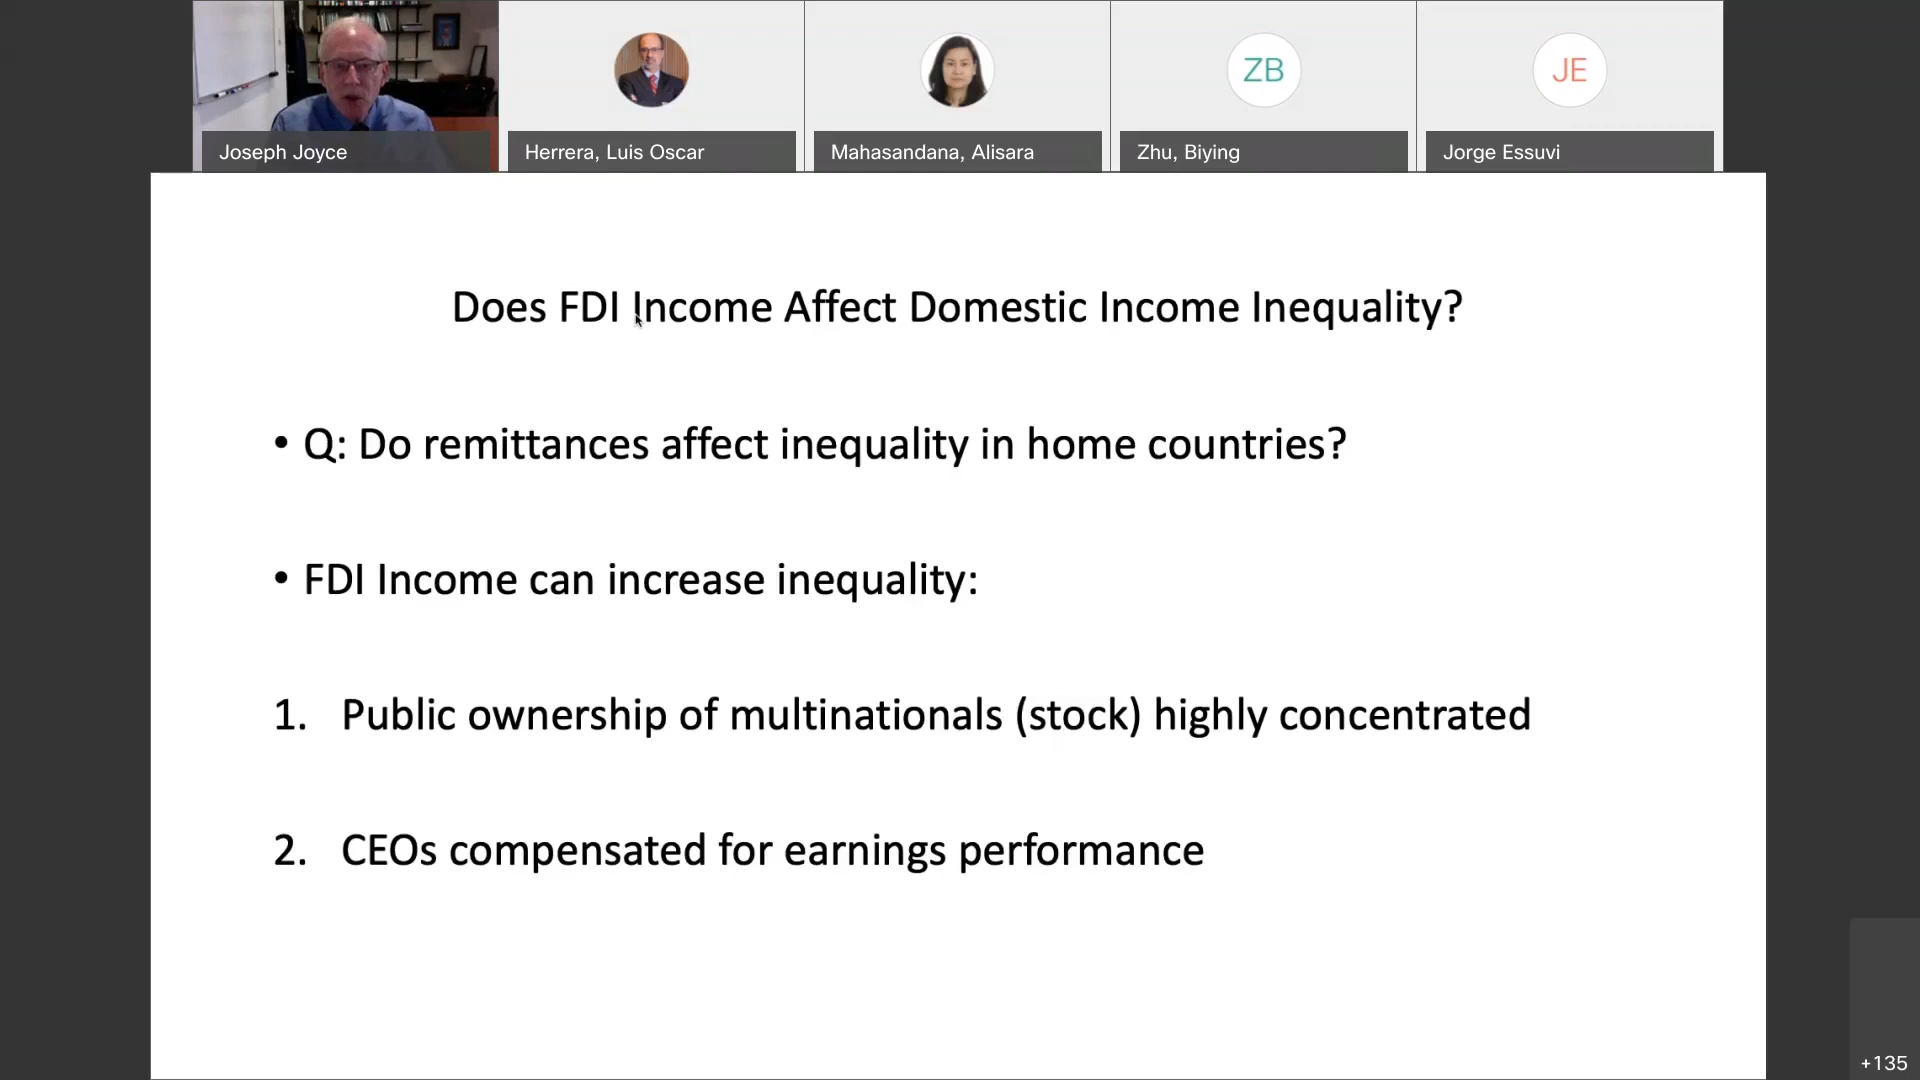 Joseph Joyce
Herrera, Luis Oscar
Mahasandana, Alisara
ZB
Zhu, Biying
JE
Jorge Essuvi
Does FDI Income Affect Domestic Income Inequality?
• Q: Do remittances affect inequality in home countries?
• FDI Income can increase inequality:
1. Public ownership of multinationals (stock) highly concentrated
2. CEOs compensated for earnings performance
+135